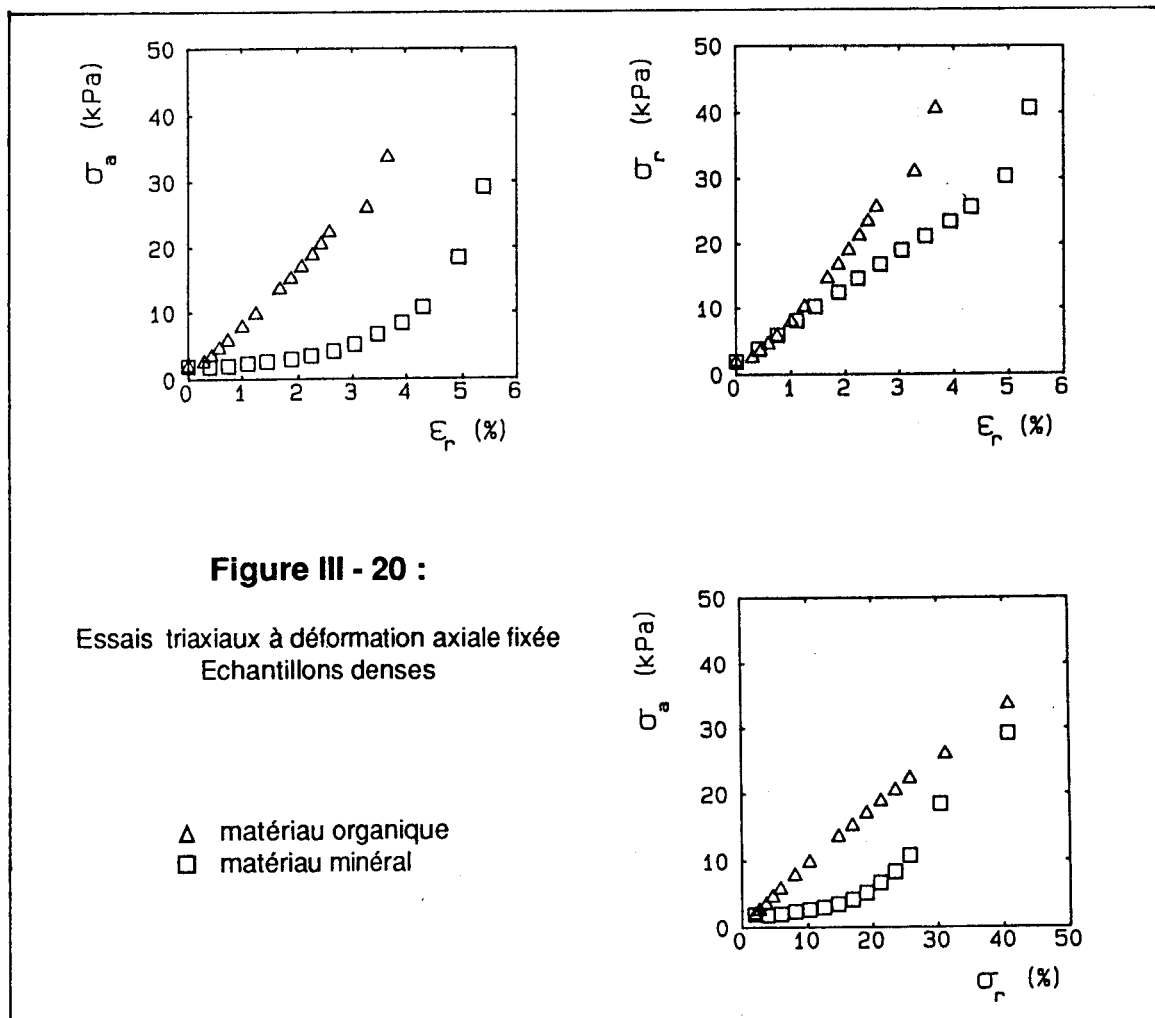 50
40
30
20
10
0
σa (kPa)
0 1 2 3 4 5 6
εr (%)
50
40
30
20
10
0
σr (kPa)
0 1 2 3 4 5 6
εr (%)
Figure III - 20 :
Essais triaxiaux à déformation axiale fixée
Echantillons denses
△ matériau organique
□ matériau minéral
50
40
30
20
10
0
σa (kPa)
0 10 20 30 40 50
σr (%)